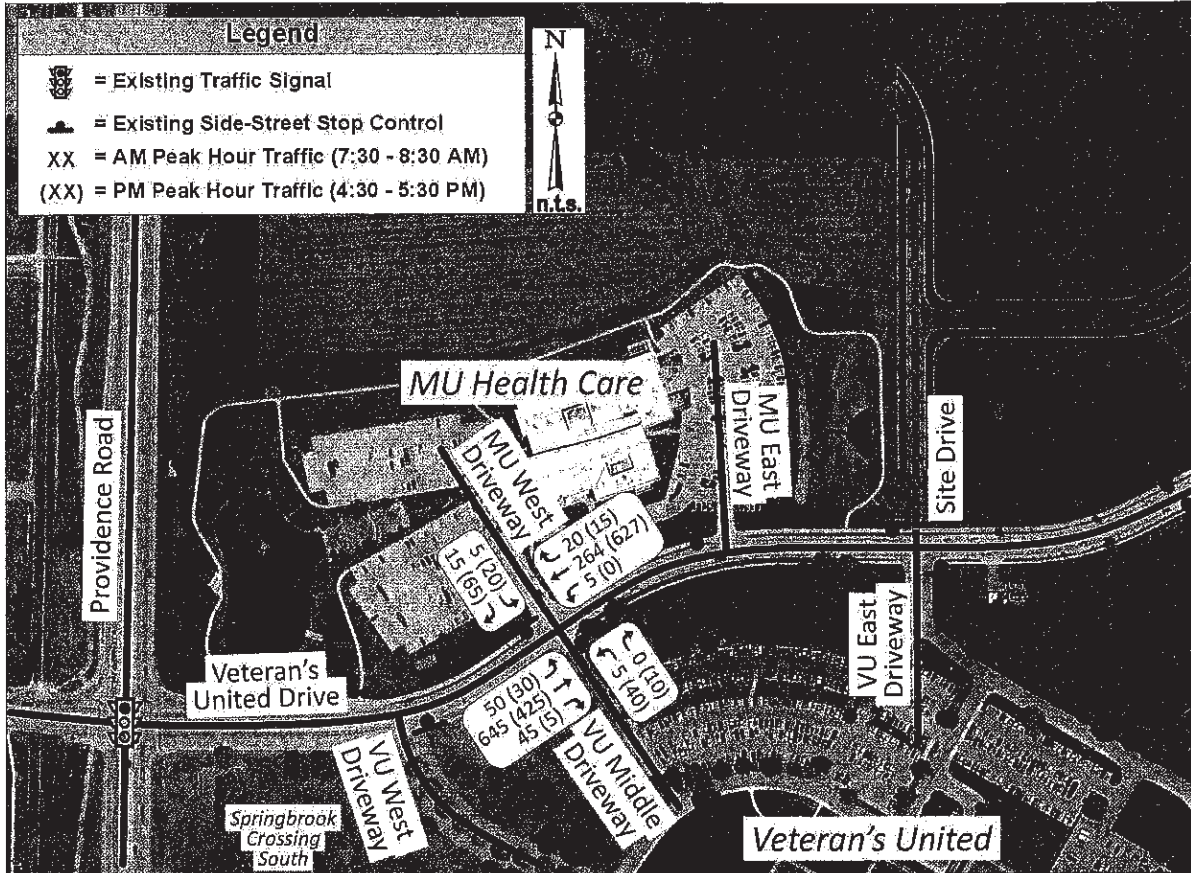 Legend
= Existing Traffic Signal
= Existing Side-Street Stop Control
XX = AM Peak Hour Traffic (7:30 - 8:30 AM)
(XX) = PM Peak Hour Traffic (4:30 - 5:30 PM)
N
n.t.s.
MU Health Care
Providence Road
MU West
Driveway
MU East
Driveway
Site Drive
20 (15)
264 (627)
5 (0)
5 (20)
15 (65)
Veteran's
United Drive
50 (30)
645 (425)
45 (5)
0 (10)
5 (40)
VU East
Driveway
VU West
Driveway
VU Middle
Driveway
Springbrook
Crossing
South
Veteran's United